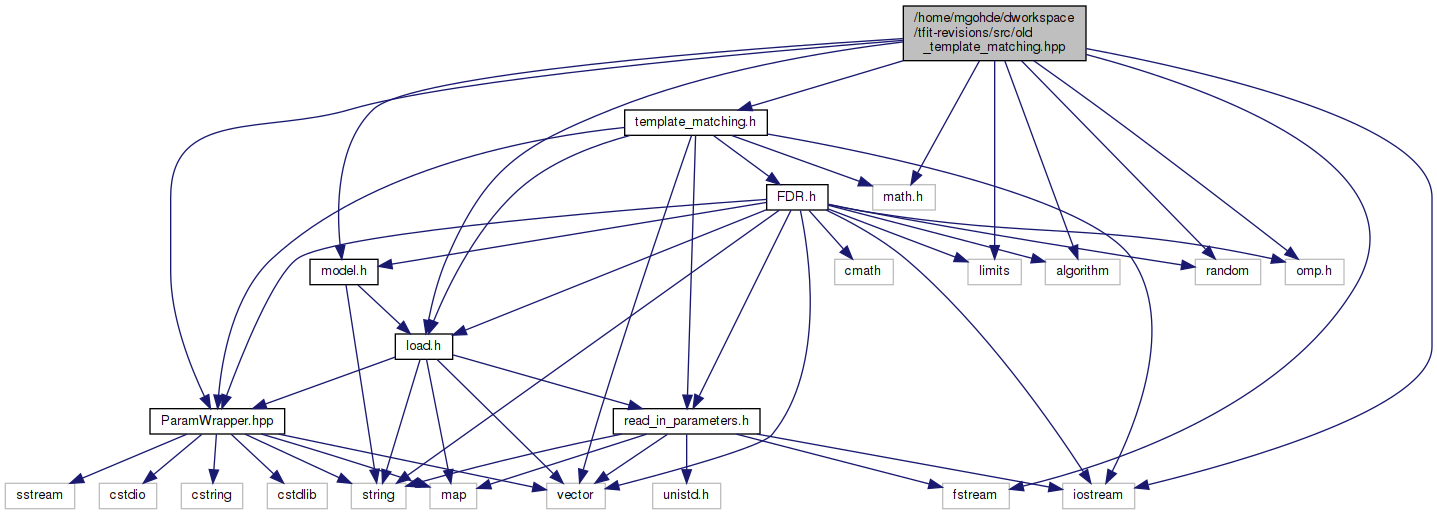 /home/mgohde/dworkspace
/tfit-revisions/src/old
_template_matching.hpp
template_matching.h
FDR.h
math.h
model.h
cmath
limits
algorithm
random
omp.h
load.h
ParamWrapper.hpp
read_in_parameters.h
sstream
cstdio
cstring
cstdlib
string
map
vector
unistd.h
fstream
iostream